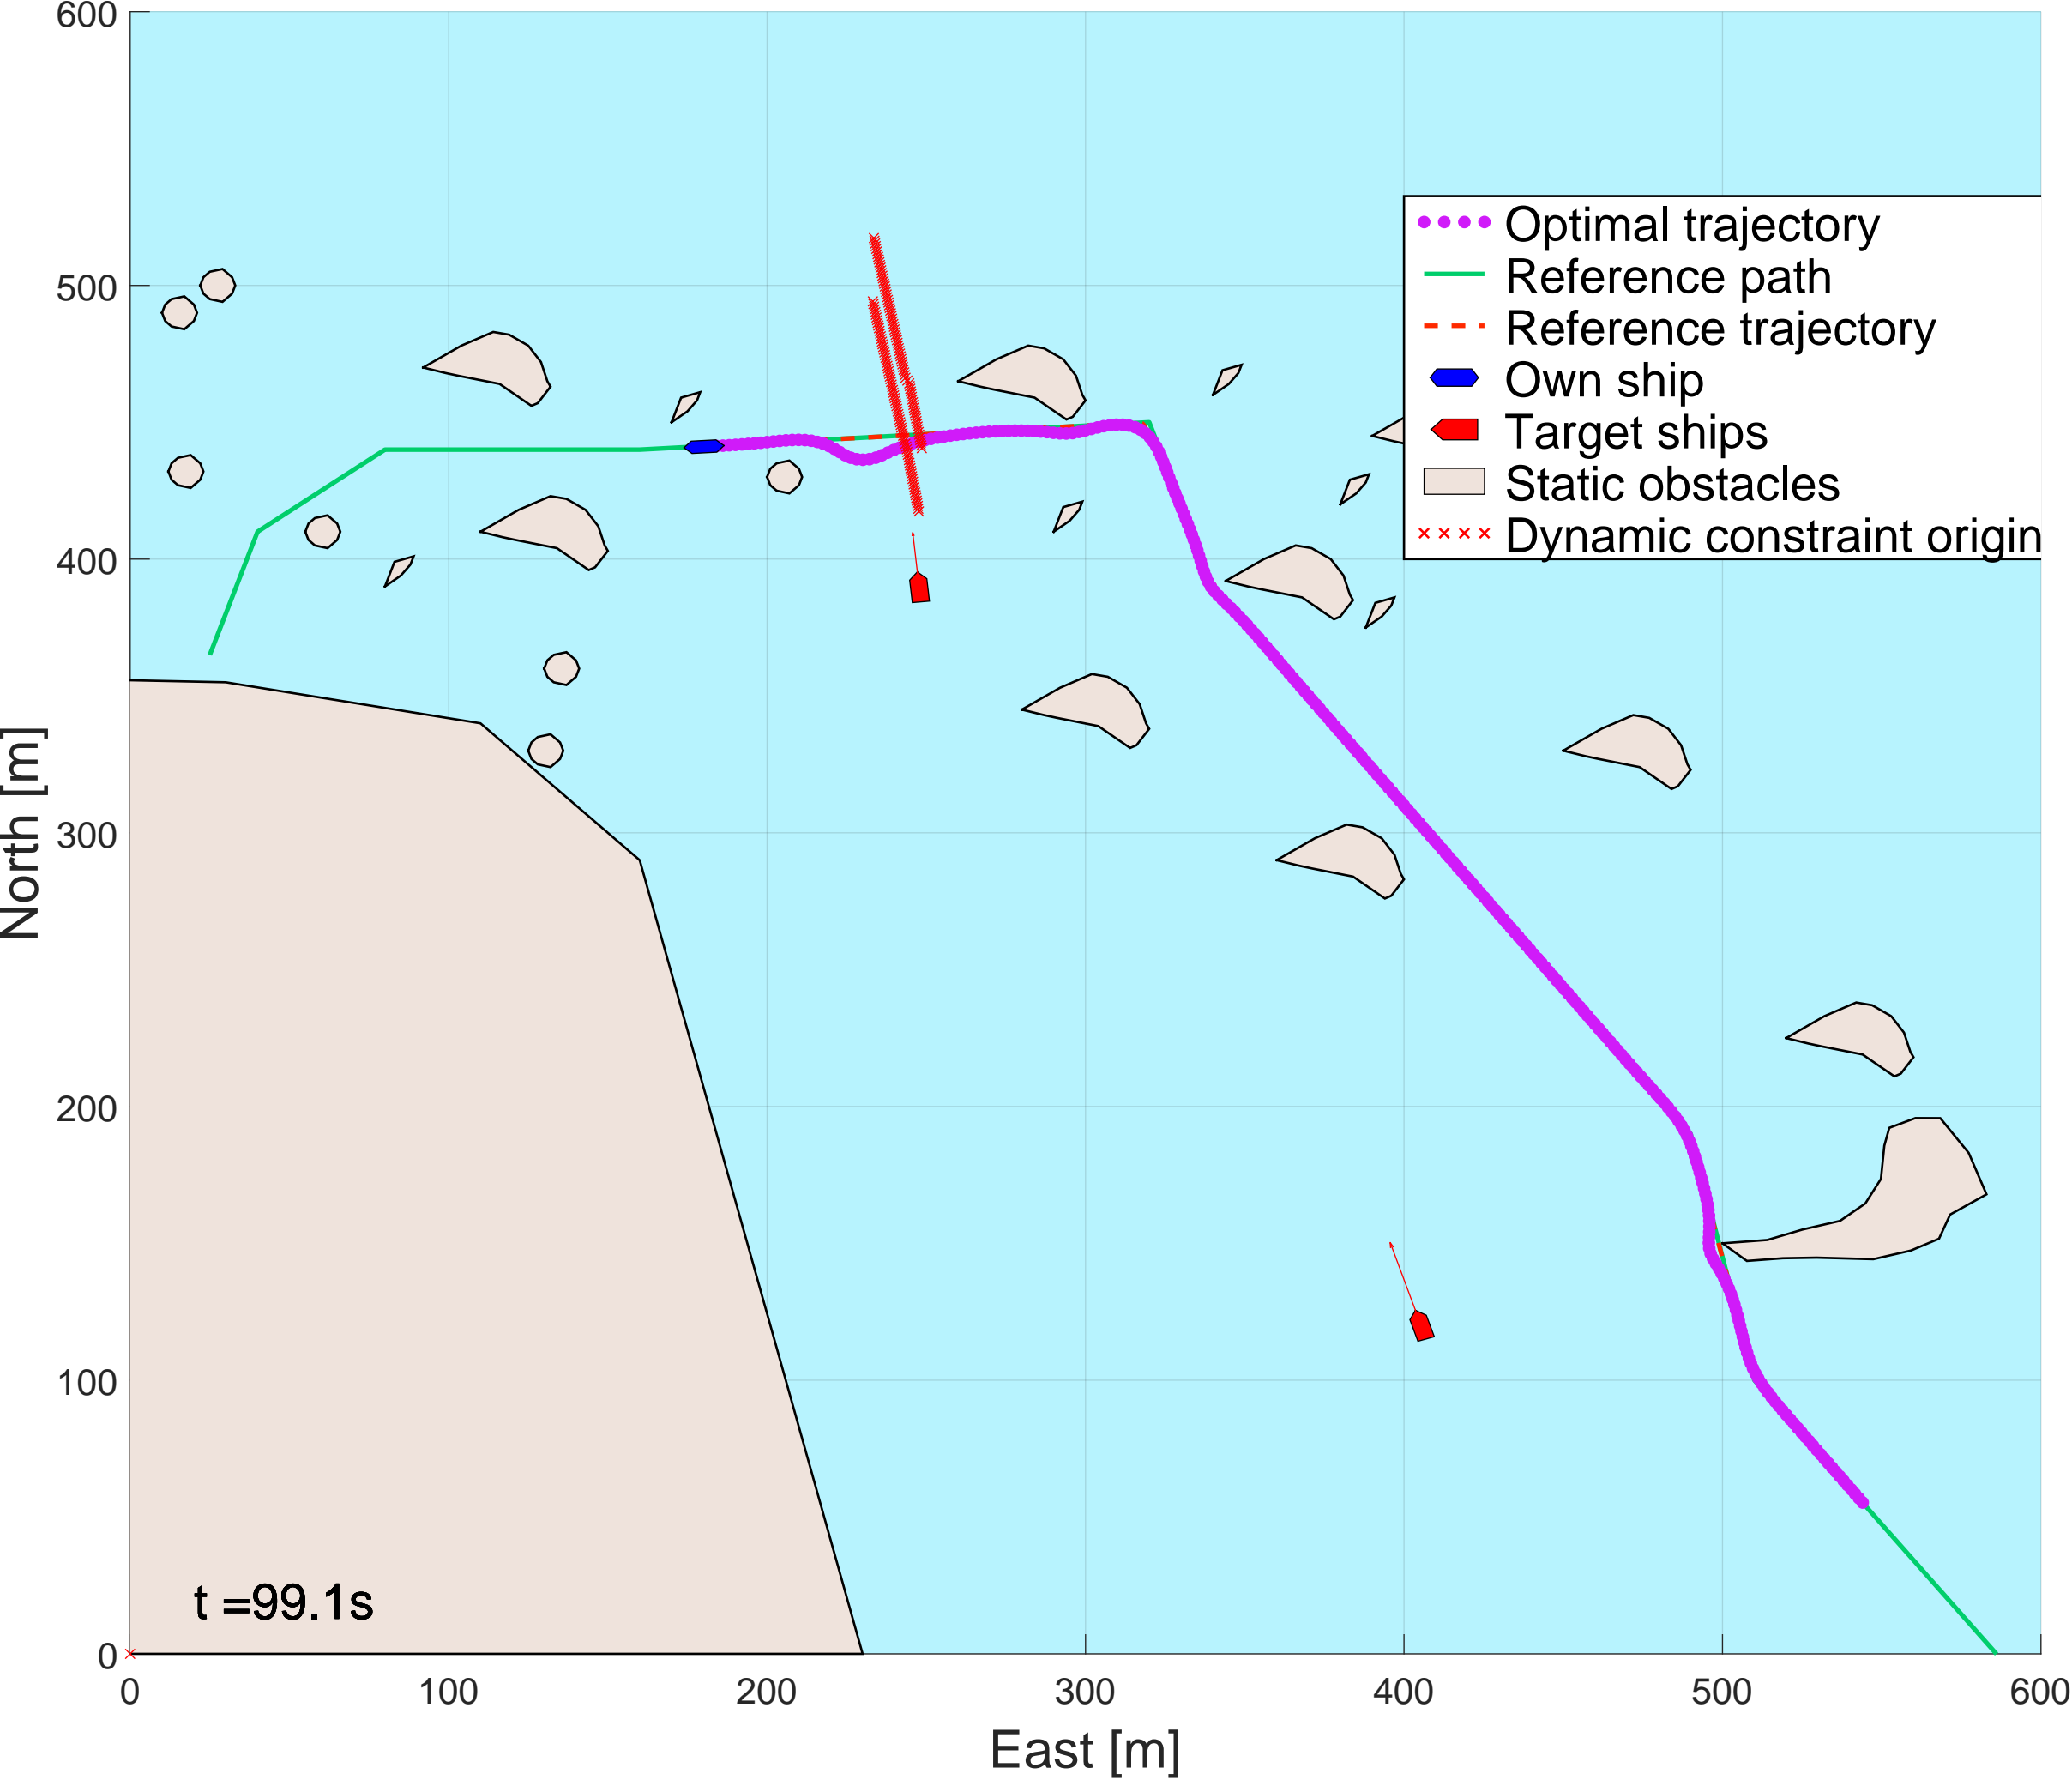 600
500
400
300
200
100
0
North [m]
Optimal trajectory
Reference path
Reference trajectory
Own ship
Target ships
Static obstacles
Dynamic constraint origin
t =99.1s
0 100 200 300 400 500 600
East [m]